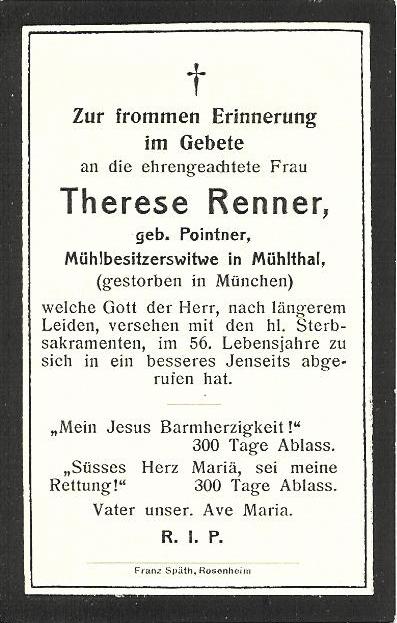 Zur frommen Erinnerung
im Gebete
an die ehrengeachtete Frau
Therese Renner,
geb. Pointner,
Mühlbesitzerswitwe in Mühlthal,
(gestorben in München)
welche Gott der Herr, nach längerem
Leiden, versehen mit den hl. Sterb-
sakramenten, im 56. Lebensjahre zu
sich in ein besseres Jenseits abge-
rufen hat.
„Mein Jesus Barmherzigkeit!“
300 Tage Ablass.
„Süsses Herz Mariä, sei meine
Rettung!“ 300 Tage Ablass.
Vater unser. Ave Maria.
R. I. P.
Franz Späth, Rosenheim